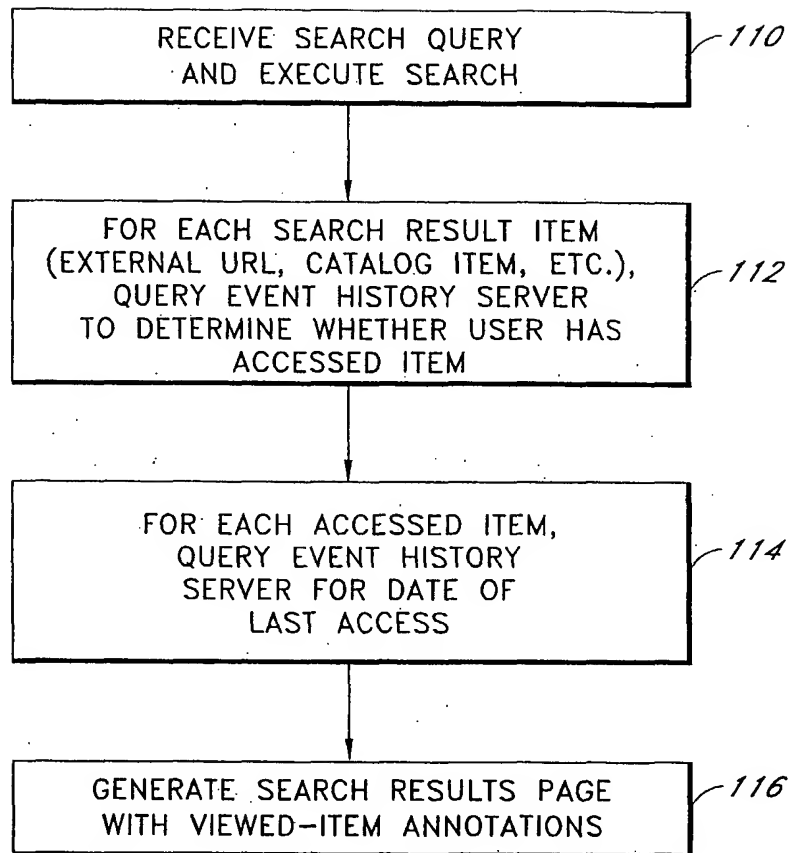 RECEIVE SEARCH QUERY
AND EXECUTE SEARCH
110
FOR EACH SEARCH RESULT ITEM
(EXTERNAL URL, CATALOG ITEM, ETC.),
QUERY EVENT HISTORY SERVER
TO DETERMINE WHETHER USER HAS
ACCESSED ITEM
112
FOR EACH ACCESSED ITEM,
QUERY EVENT HISTORY
SERVER FOR DATE OF
LAST ACCESS
114
GENERATE SEARCH RESULTS PAGE
WITH VIEWED-ITEM ANNOTATIONS
116